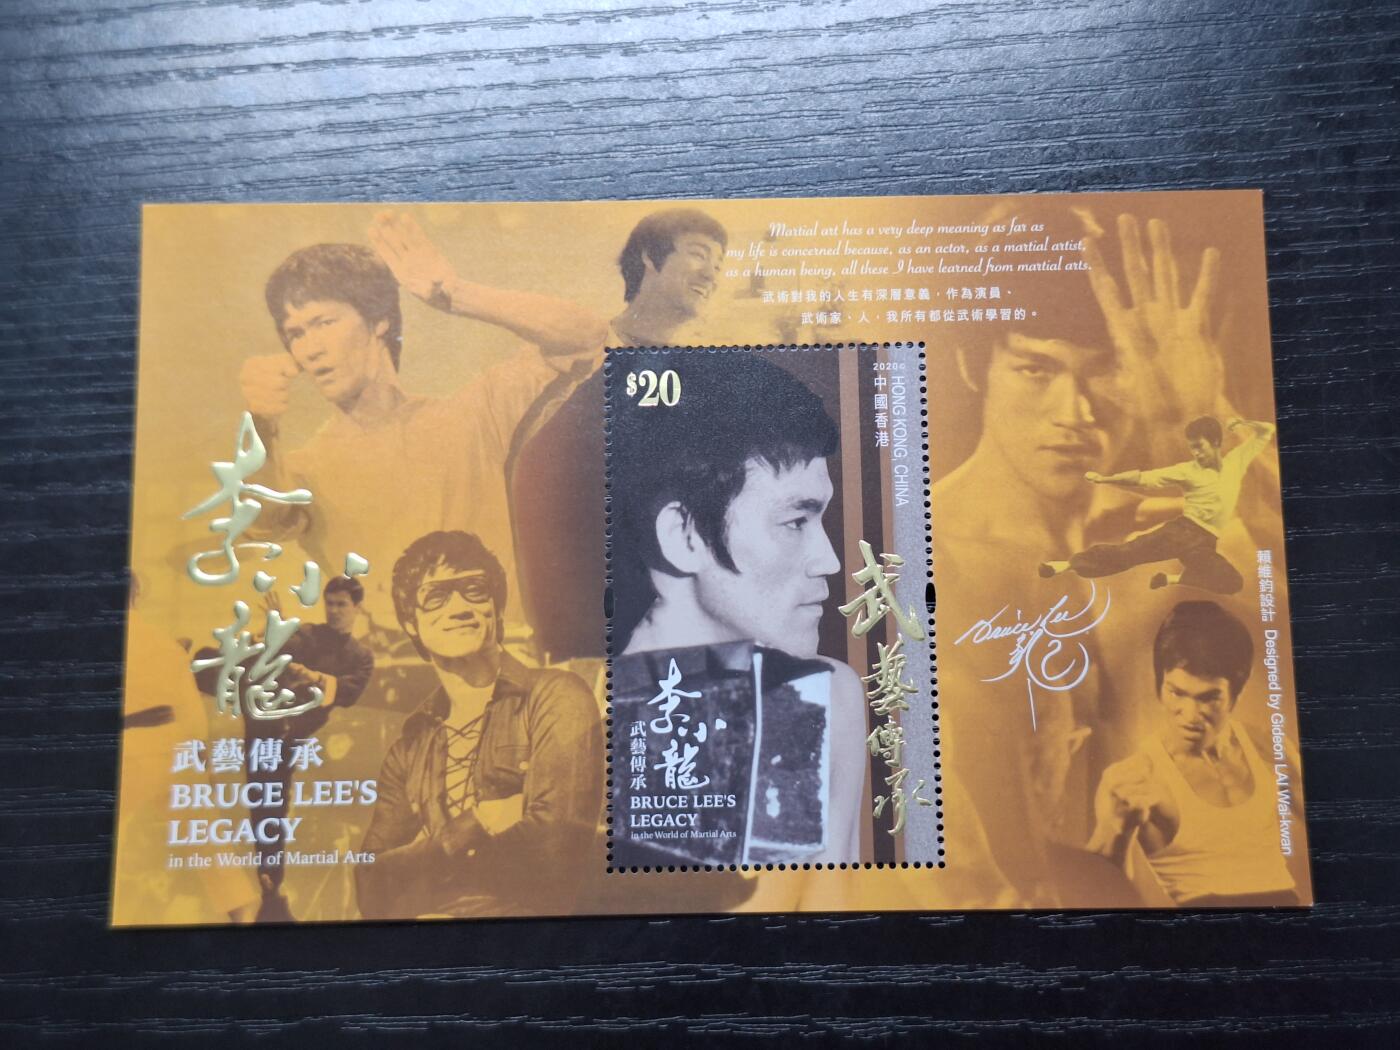 Martial art has a very deep meaning as far as
my life is concerned because, as an actor, as a martial artist,
as a human being, all these I have learned from martial arts.
武術對我的人生有深層意義，作為演員、
武術家、人，我所有都從武術學習的。
李小龍
武藝傳承
BRUCE LEE'S
LEGACY
in the World of Martial Arts
$20
2020©
中國香港
HONG KONG, CHINA
武藝傳承
李小龍
武藝傳承
BRUCE LEE'S
LEGACY
in the World of Martial Arts
Bruce Lee
賴維鈞設計 Designed by Gideon LAI Wai-kwan